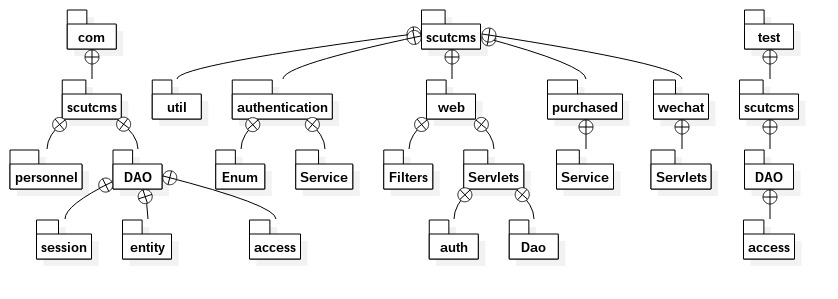 com
scutcms
test
scutcms
util
authentication
web
purchased
wechat
scutcms
personnel
DAO
Enum
Service
Filters
Servlets
Service
Servlets
DAO
session
entity
access
auth
Dao
access